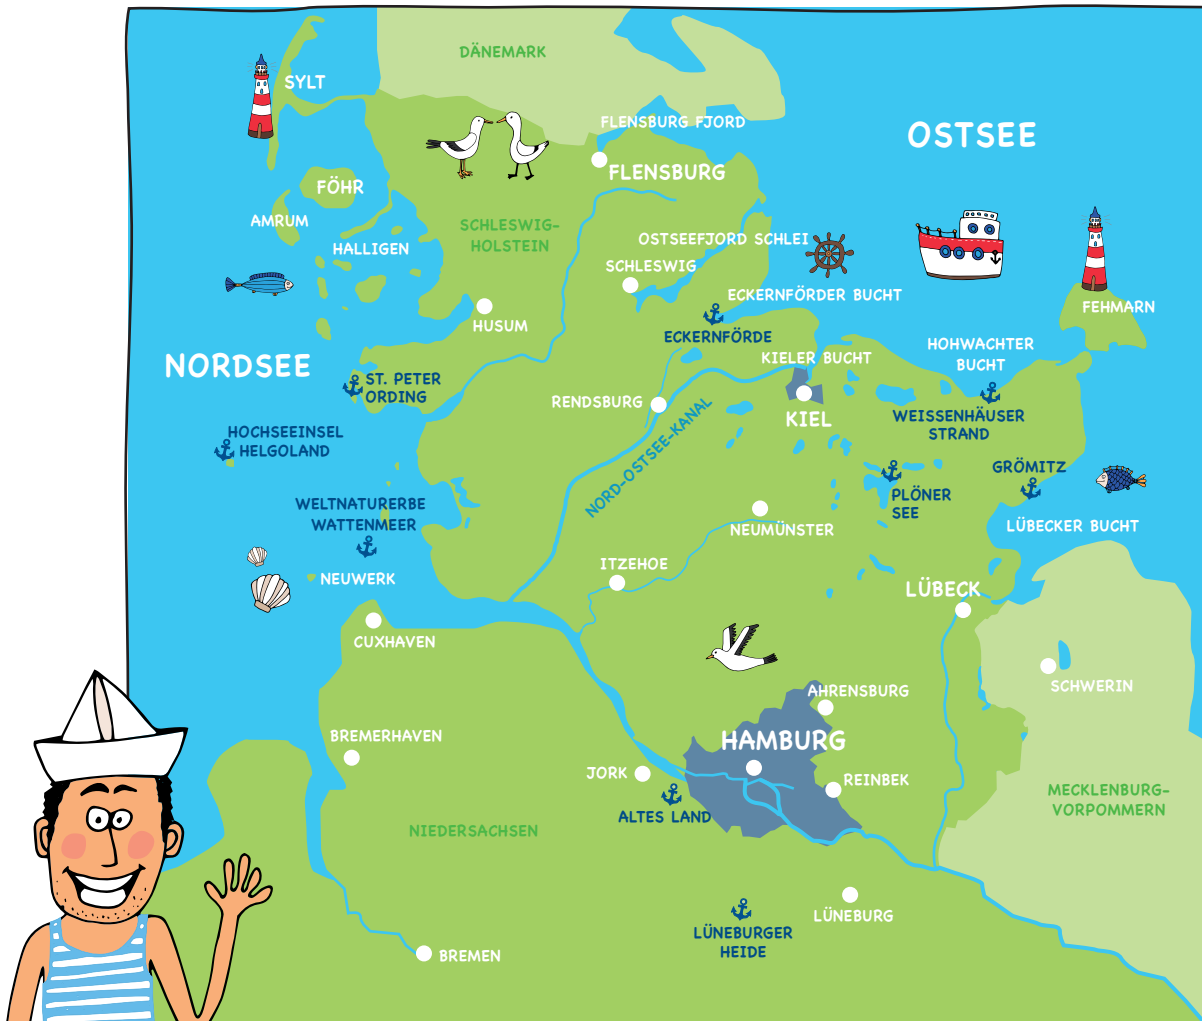 DÄNEMARK
SYLT
FLENSBURG FJORD
OSTSEE
FLENSBURG
FÖHR
AMRUM
SCHLESWIG-
HOLSTEIN
HALLIGEN
OSTSEEFJORD SCHLEI
SCHLESWIG
ECKERNFÖRDER BUCHT
FEHMARN
HUSUM
ECKERNFÖRDE
HOHWACHTER
BUCHT
KIELER BUCHT
NORDSEE
ST. PETER
ORDING
RENDSBURG
KIEL
WEISSENHÄUSER
STRAND
HOCHSEEINSEL
HELGOLAND
NORD-OSTSEE-KANAL
GRÖMITZ
PLÖNER
SEE
WELTNATURERBE
WATTENMEER
NEUMÜNSTER
LÜBECKER BUCHT
ITZEHOE
NEUWERK
LÜBECK
CUXHAVEN
SCHWERIN
AHRENSBURG
BREMERHAVEN
HAMBURG
JORK
REINBEK
MECKLENBURG-
VORPOMMERN
ALTES LAND
NIEDERSACHSEN
LÜNEBURG
LÜNEBURGER
HEIDE
BREMEN